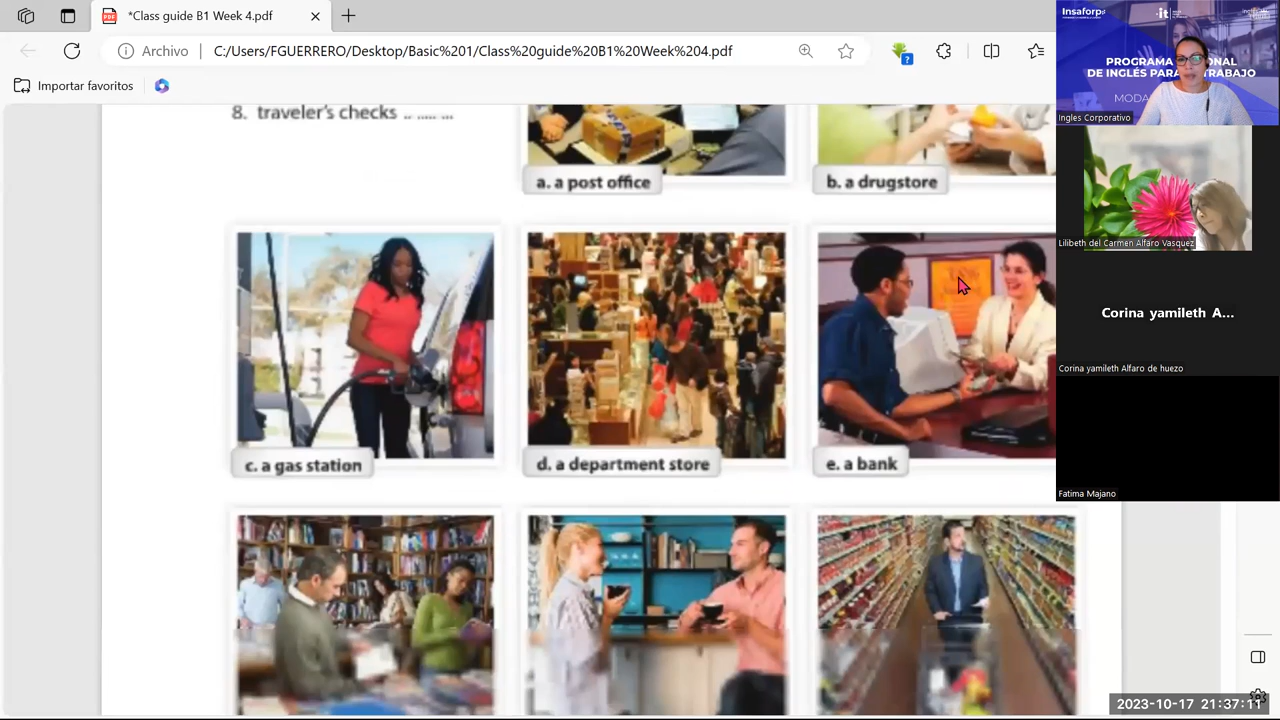 *Class guide B1 Week 4.pdf
Archivo
C:/Users/FGUERRERO/Desktop/Basic%201/Class%20guide%20B1%20Week%204.pdf
Importar favoritos
8. traveler's checks .. ..... ...
a. a post office
b. a drugstore
c. a gas station
d. a department store
e. a bank
Insaforp
·it
PROGRAMA
DE INGLÉS PARA
TRABAJO
Ingles Corporativo
Lilibeth del Carmen Alfaro Vasquez
Corina yamileth A...
Corina yamileth Alfaro de huezo
Fatima Majano
2023-10-17 21:37:11